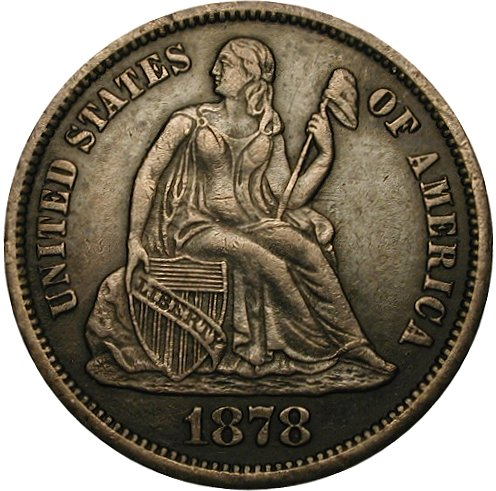 UNITED STATES
OF AMERICA
LIBERTY
1878